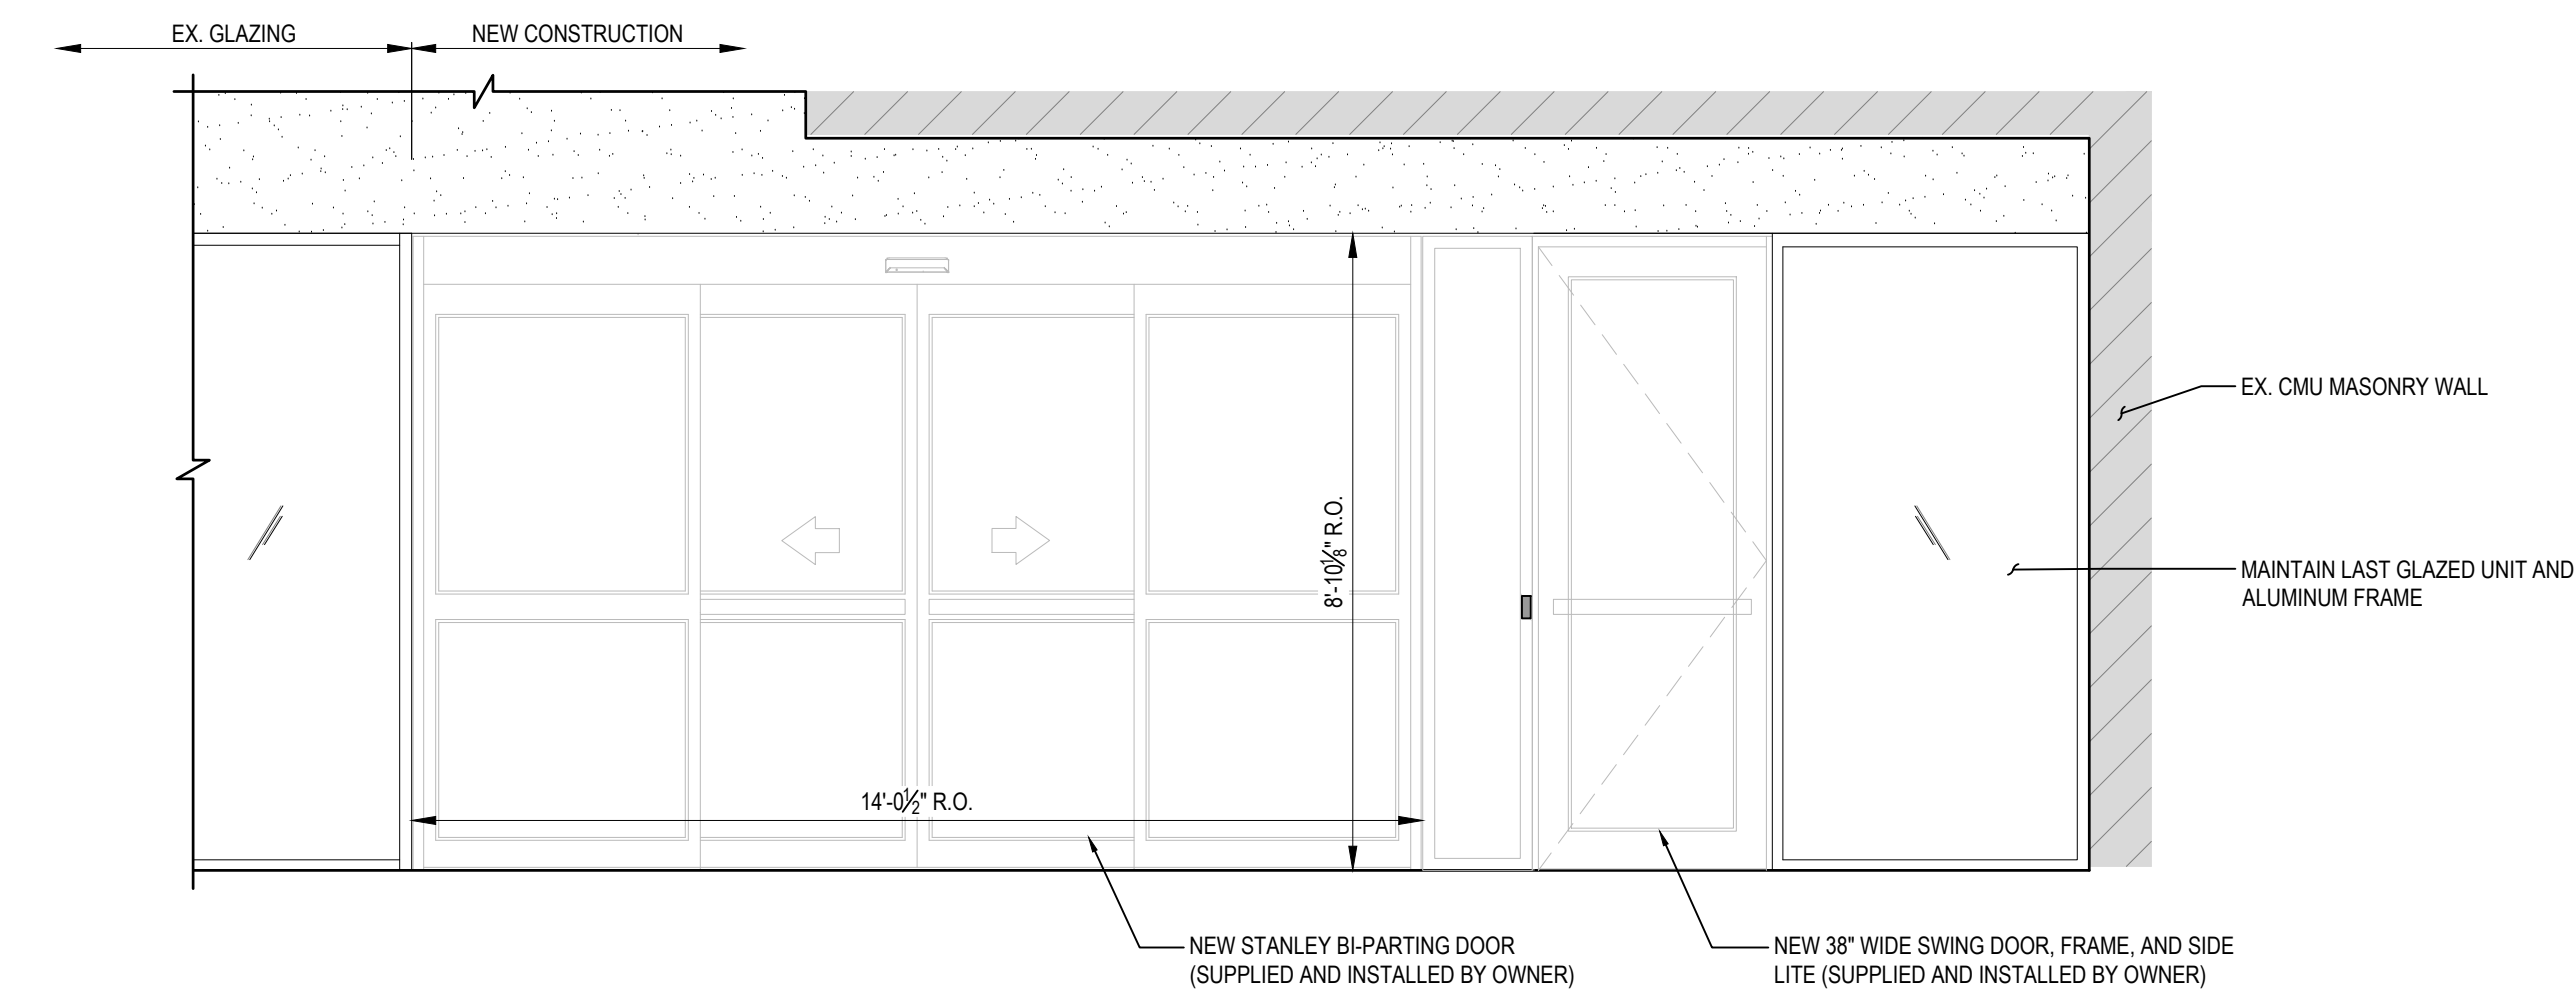 EX. GLAZING
NEW CONSTRUCTION
EX. CMU MASONRY WALL
8'-10⅛" R.O.
MAINTAIN LAST GLAZED UNIT AND
ALUMINUM FRAME
14'-0½" R.O.
NEW STANLEY BI-PARTING DOOR
(SUPPLIED AND INSTALLED BY OWNER)
NEW 38" WIDE SWING DOOR, FRAME, AND SIDE
LITE (SUPPLIED AND INSTALLED BY OWNER)